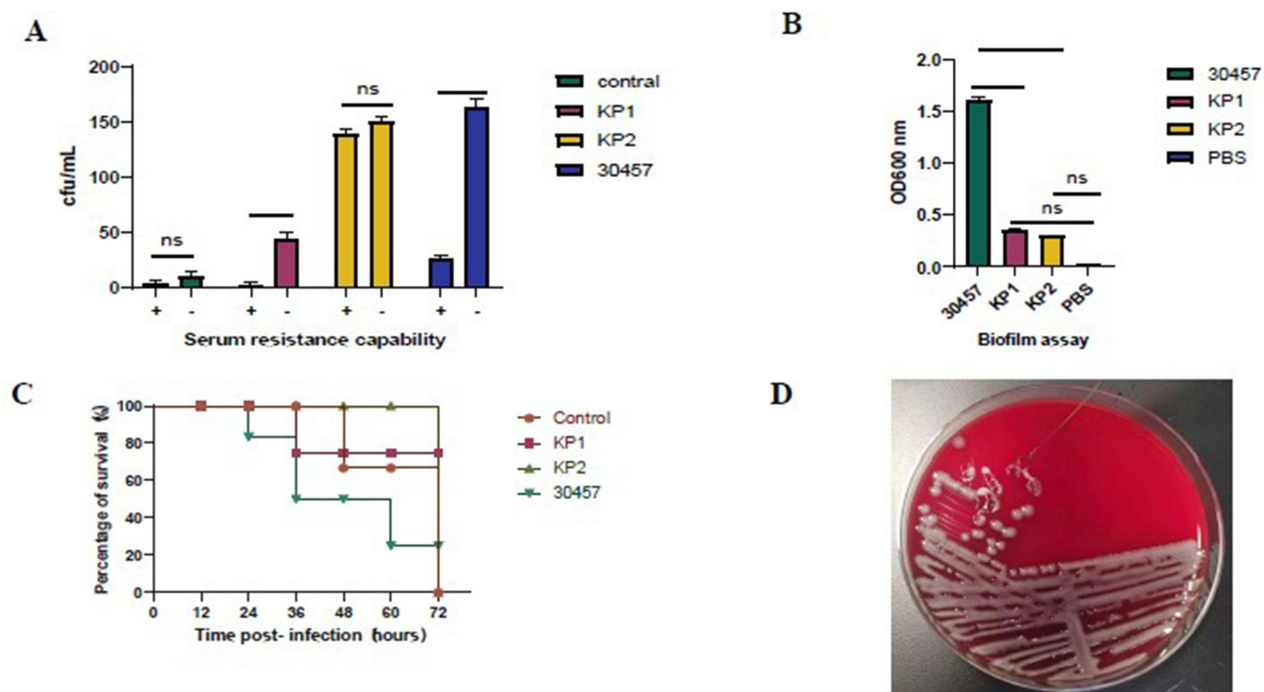 A
200
150
100
50
0
cfu/mL
ns
ns
+ - + - + - + -
Serum resistance capability
contral
KP1
KP2
30457
B
2.0
1.5
1.0
0.5
0.0
OD600 nm
ns
ns
30457 KP1 KP2 PBS
Biofilm assay
30457
KP1
KP2
PBS
C
100
80
60
40
20
0
Percentage of survival (%)
0 12 24 36 48 60 72
Time post- infection (hours)
Control
KP1
KP2
30457
D